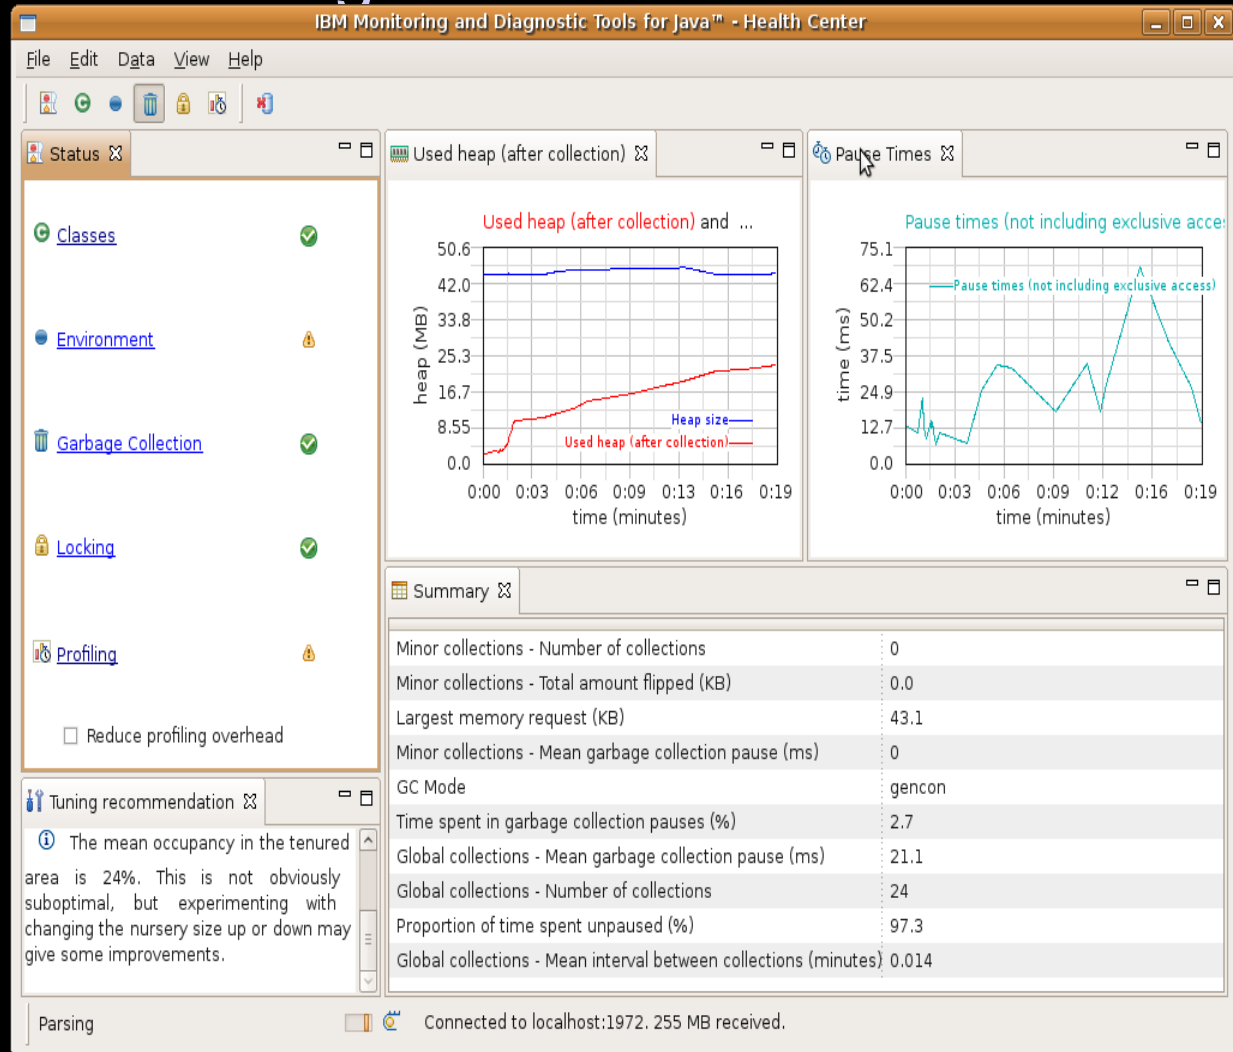 IBM Monitoring and Diagnostic Tools for Java™ - Health Center
File Edit Data View Help
Status
Classes
Environment
Garbage Collection
Locking
Profiling
Reduce profiling overhead
Tuning recommendation
The mean occupancy in the tenured
area is 24%. This is not obviously
suboptimal, but experimenting with
changing the nursery size up or down may
give some improvements.
Used heap (after collection)
Used heap (after collection) and ...
50.6
42.0
33.8
25.3
16.7
8.55
0.0
heap (MB)
Heap size
Used heap (after collection)
0:00 0:03 0:06 0:09 0:13 0:16 0:19
time (minutes)
Pause Times
Pause times (not including exclusive acces
75.1
62.4
50.2
37.5
24.9
12.7
0.0
time (ms)
Pause times (not including exclusive access)
0:00 0:03 0:06 0:09 0:12 0:16 0:19
time (minutes)
Summary
Minor collections - Number of collections 0
Minor collections - Total amount flipped (KB) 0.0
Largest memory request (KB) 43.1
Minor collections - Mean garbage collection pause (ms) 0
GC Mode gencon
Time spent in garbage collection pauses (%) 2.7
Global collections - Mean garbage collection pause (ms) 21.1
Global collections - Number of collections 24
Proportion of time spent unpaused (%) 97.3
Global collections - Mean interval between collections (minutes) 0.014
Parsing
Connected to localhost:1972. 255 MB received.